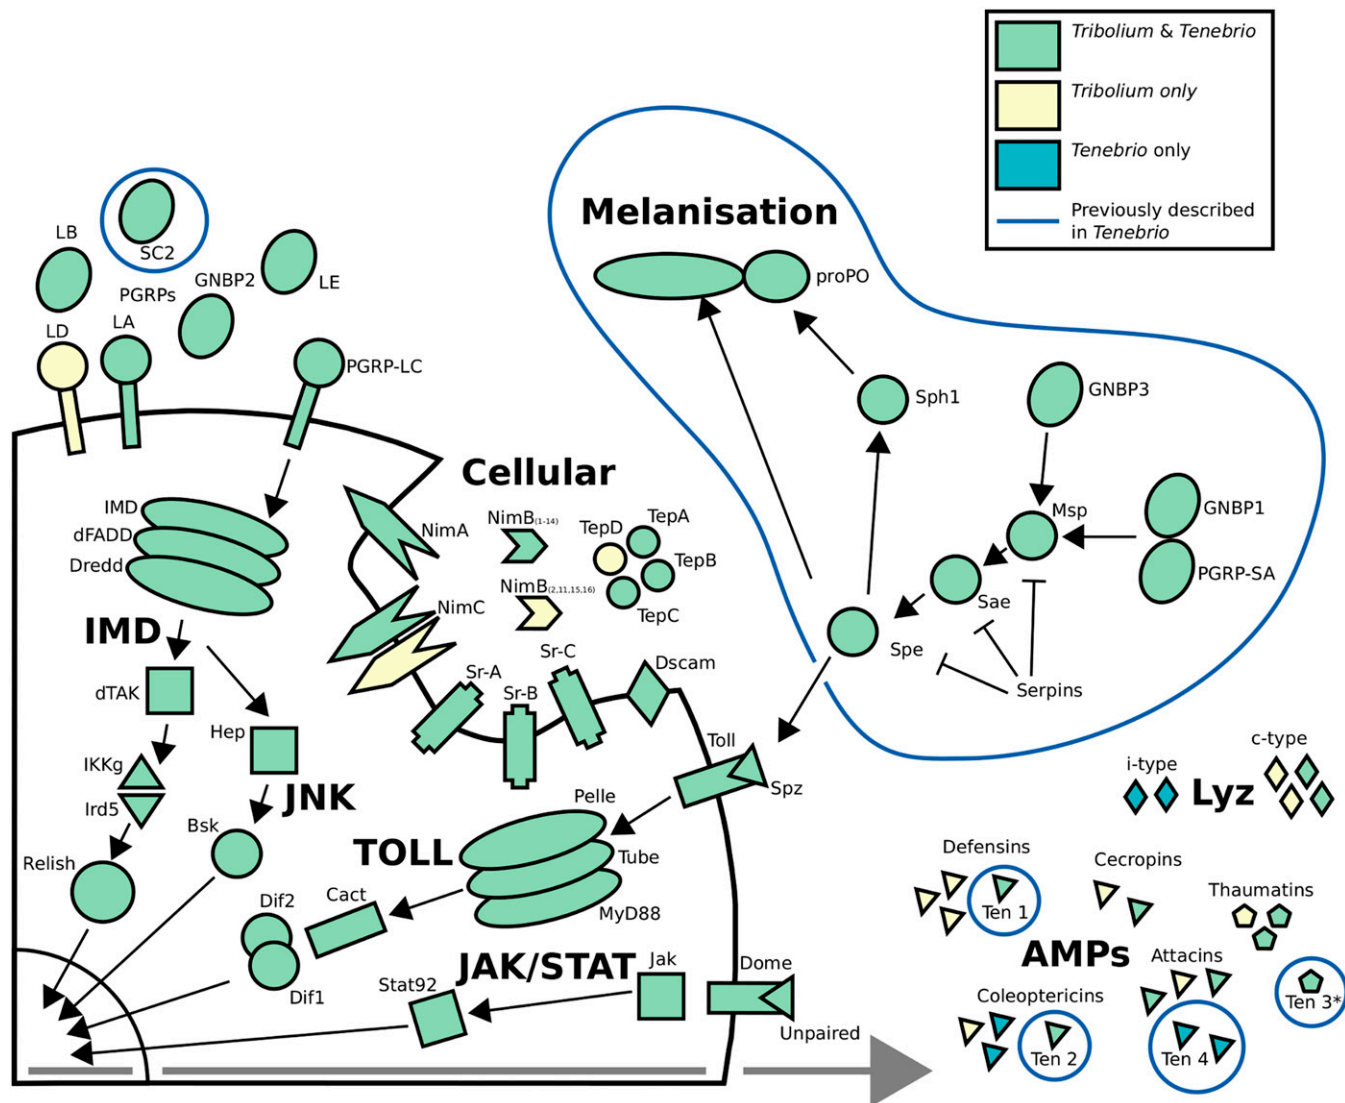 Tribolium & Tenebrio
Tribolium only
Tenebrio only
Previously described
in Tenebrio
Melanisation
proPO
Sph1
GNBP3
Msp
GNBP1
PGRP-SA
Sae
Spe
Serpins
LB
SC2
PGRPs
GNBP2
LE
LD
LA
PGRP-LC
Cellular
IMD
dFADD
Dredd
NimA
NimB(1-14)
TepD
TepA
TepB
NimC
NimB(2,11,15,16)
TepC
IMD
dTAK
Sr-A
Sr-B
Sr-C
Dscam
Hep
IKKg
Ird5
JNK
Toll
Spz
Bsk
Relish
TOLL
Pelle
Tube
MyD88
Cact
Dif2
Dif1
JAK/STAT
Stat92
Jak
Dome
Unpaired
i-type
Lyz
c-type
Defensins
Ten 1
Cecropins
Thaumatins
AMPs
Attacins
Ten 3*
Coleoptericins
Ten 2
Ten 4